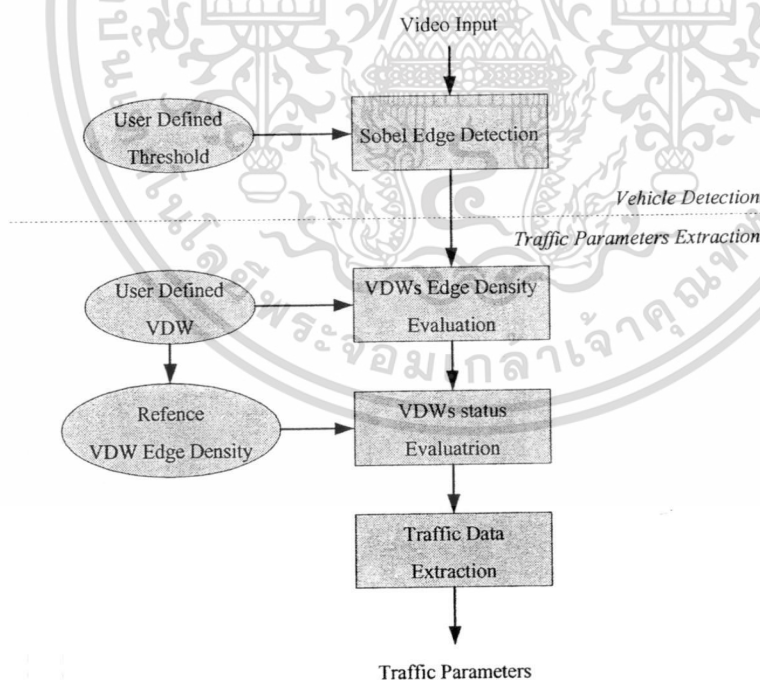 Video Input
User Defined
Threshold
Sobel Edge Detection
Vehicle Detection
Traffic Parameters Extraction
User Defined
VDW
VDWs Edge Density
Evaluation
Refence
VDW Edge Density
VDWs status
Evaluatrion
Traffic Data
Extraction
Traffic Parameters